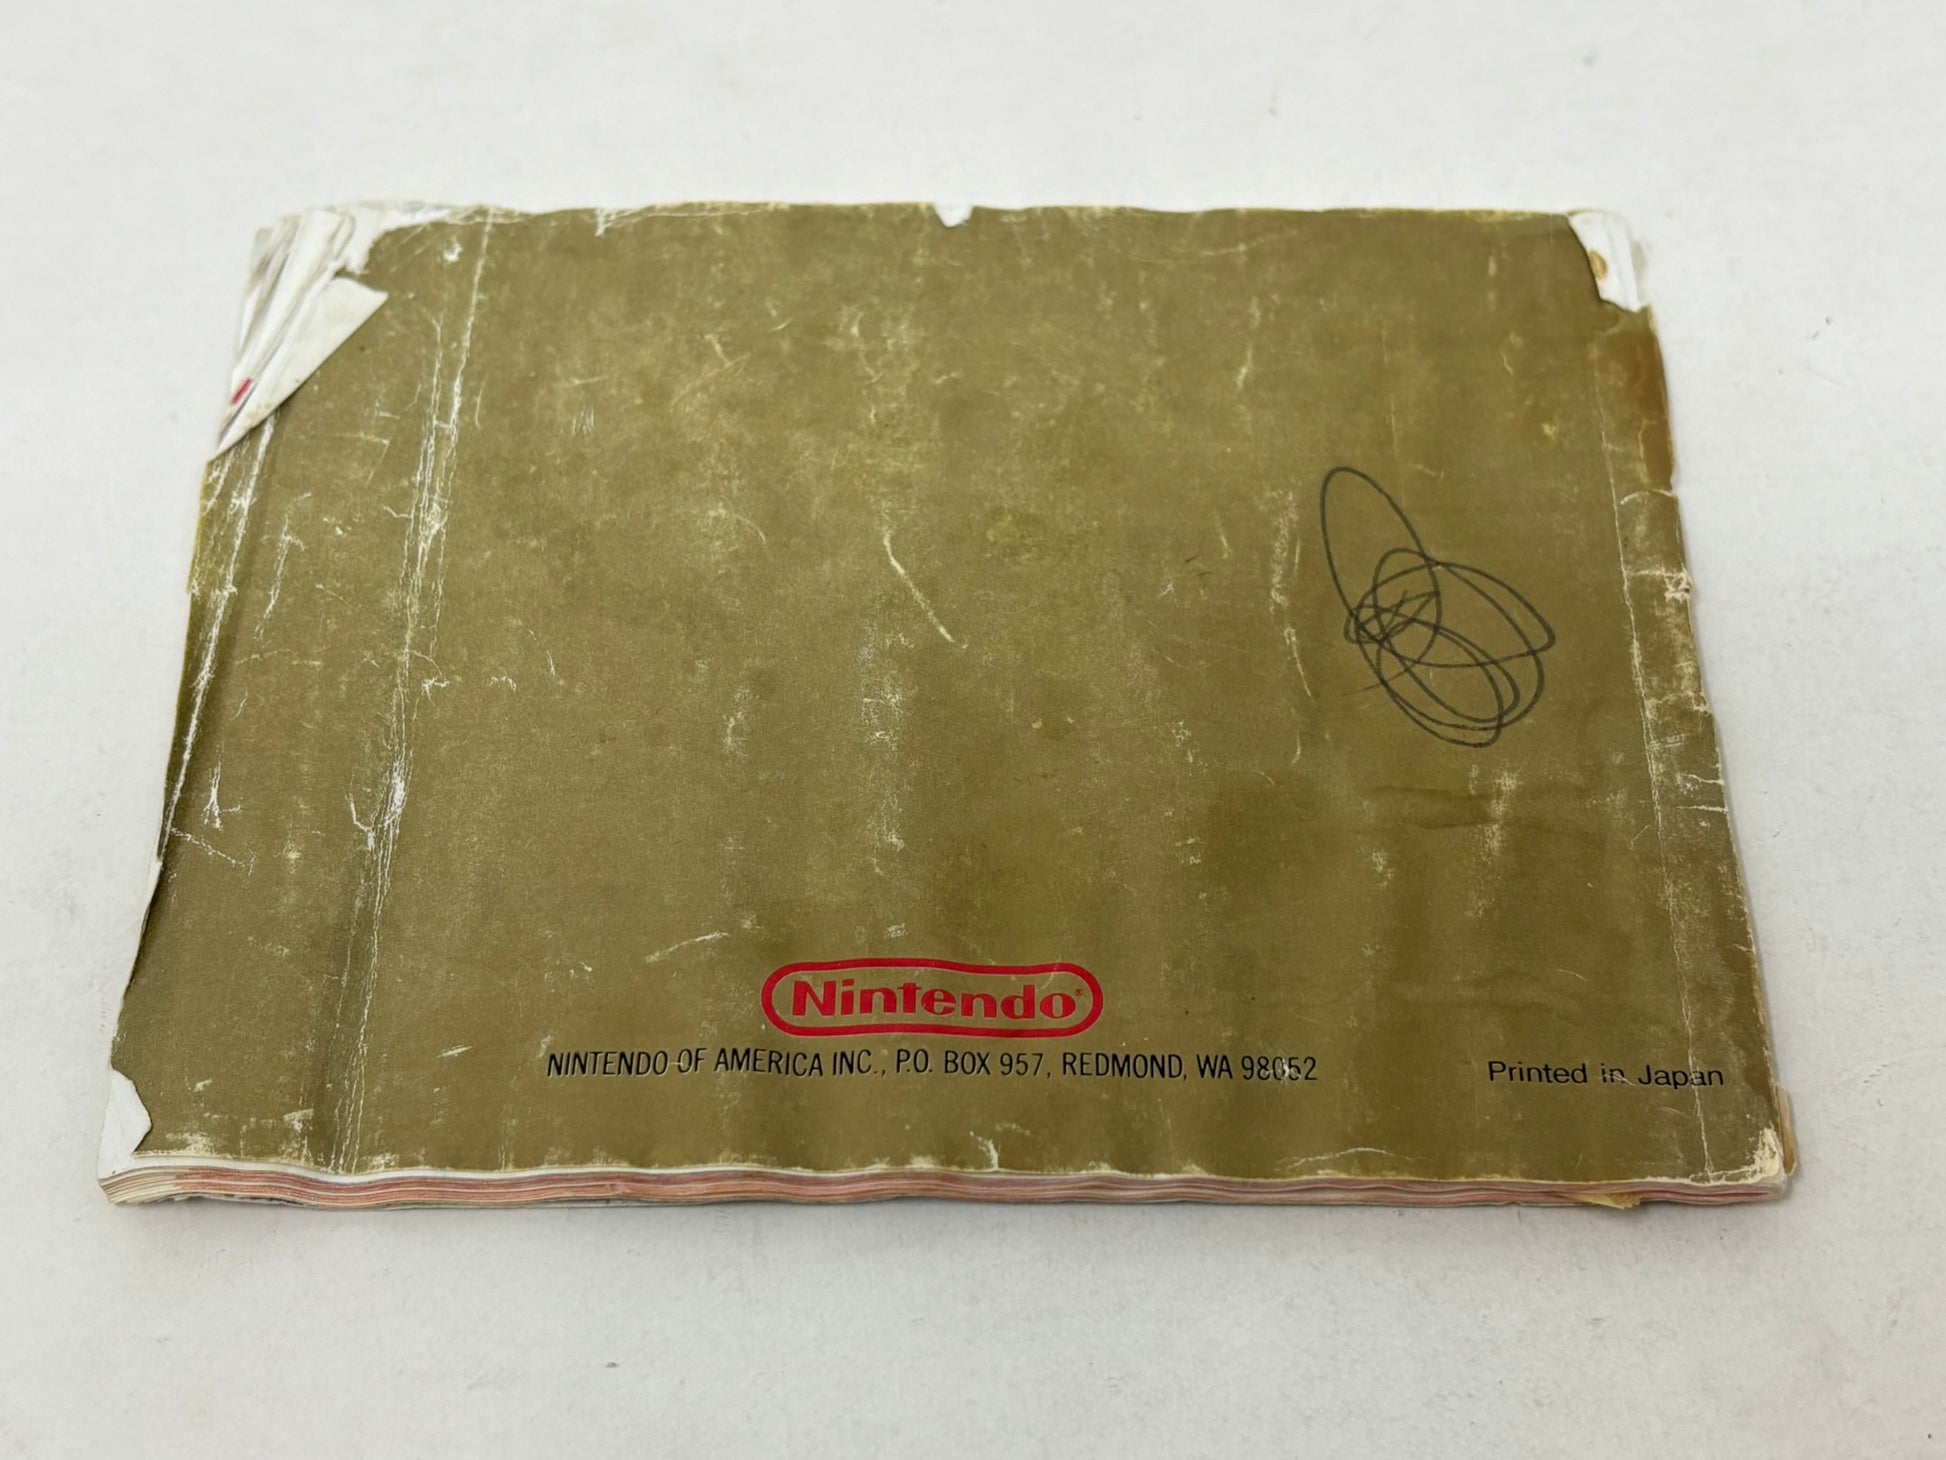 Nintendo®
NINTENDO OF AMERICA INC., P.O. BOX 957, REDMOND, WA 98052
Printed in Japan